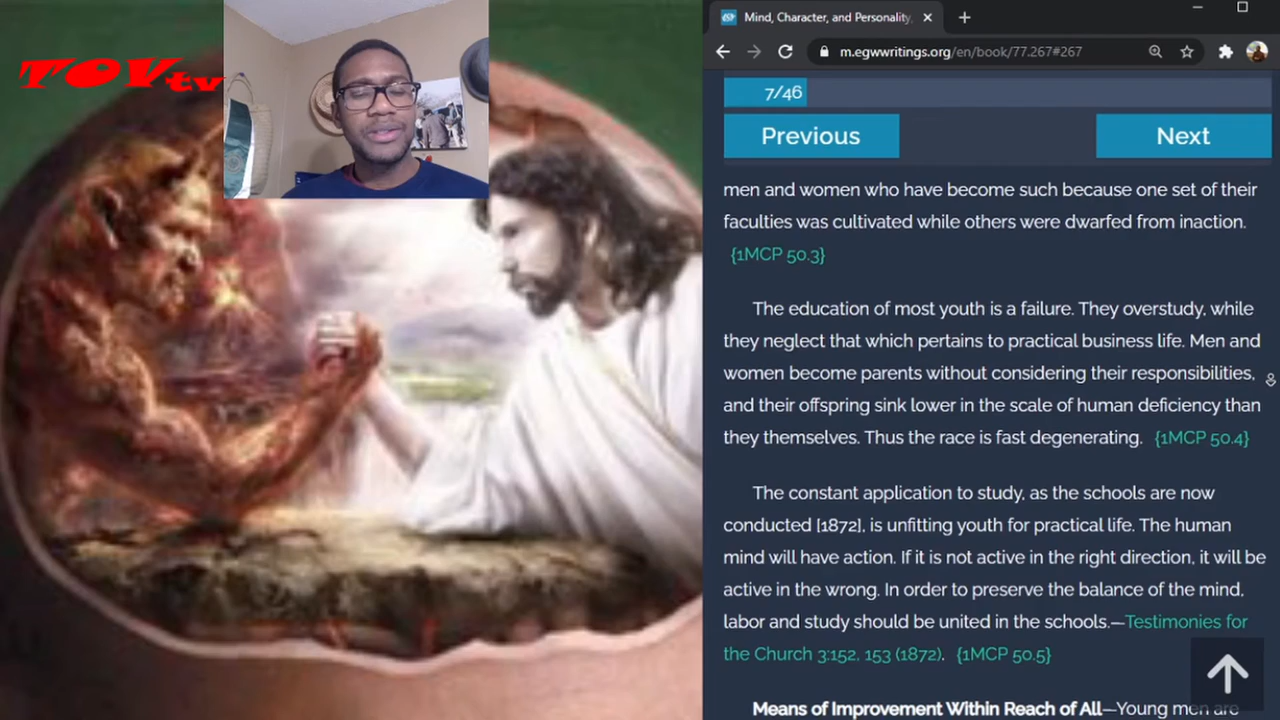 TOVtv
Mind, Character, and Personality,
m.egwwritings.org/en/book/77.267#267
7/46
Previous
Next
men and women who have become such because one set of their
faculties was cultivated while others were dwarfed from inaction.
{1MCP 50.3}
The education of most youth is a failure. They overstudy, while
they neglect that which pertains to practical business life. Men and
women become parents without considering their responsibilities,
and their offspring sink lower in the scale of human deficiency than
they themselves. Thus the race is fast degenerating. {1MCP 50.4}
The constant application to study, as the schools are now
conducted [1872], is unfitting youth for practical life. The human
mind will have action. If it is not active in the right direction, it will be
active in the wrong. In order to preserve the balance of the mind,
labor and study should be united in the schools.—Testimonies for
the Church 3:152, 153 (1872). {1MCP 50.5}
Means of Improvement Within Reach of All—Young men are